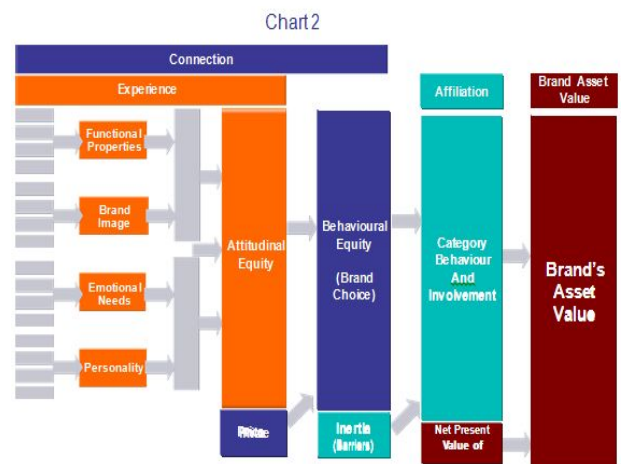 Chart 2
Connection
Experience
Affiliation
Brand Asset
Value
Functional
Properties
Brand
Image
Emotional
Needs
Personality
Attitudinal
Equity
Behavioural
Equity
(Brand
Choice)
Category
Behaviour
And
Involvement
Brand's
Asset
Value
Inertia
(Barriers)
Net Present
Value of